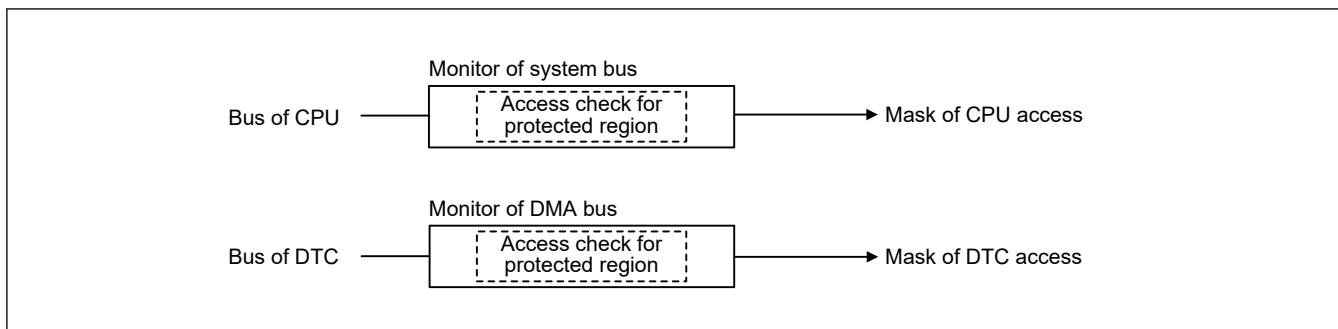 Monitor of system bus
Bus of CPU
Access check for
protected region
Mask of CPU access
Monitor of DMA bus
Bus of DTC
Access check for
protected region
Mask of DTC access